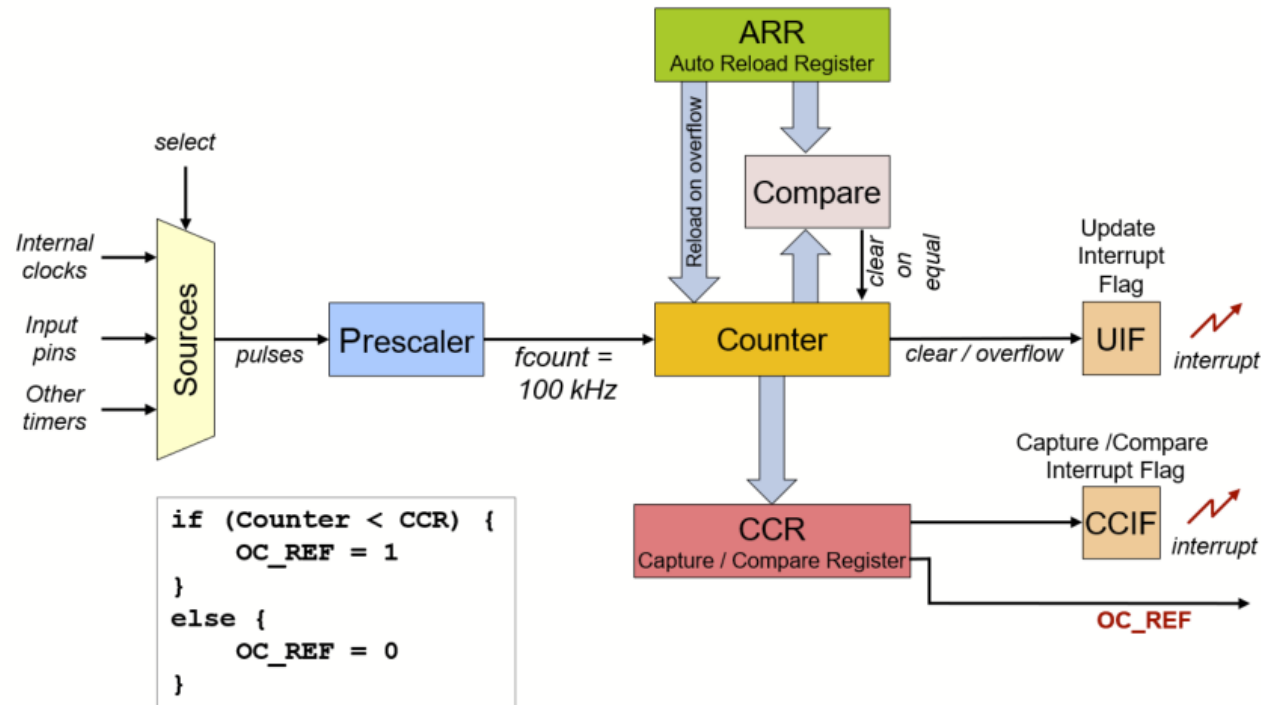 ARR
Auto Reload Register
Reload on overflow
select
Compare
clear
on
equal
Internal
clocks
Update
Interrupt
Flag
Sources
Input
pins
pulses
Prescaler
fcount =
100 kHz
Counter
clear / overflow
UIF
interrupt
Other
timers
Capture /Compare
Interrupt Flag
if (Counter < CCR) {
OC_REF = 1
}
else {
OC_REF = 0
}
CCR
Capture / Compare Register
CCIF
interrupt
OC_REF